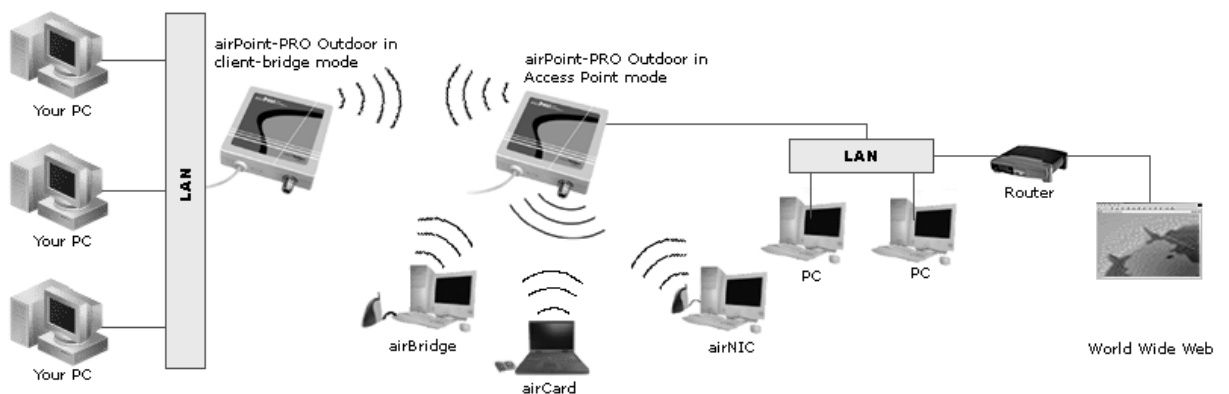 airPoint-PRO Outdoor in
client-bridge mode
airPoint-PRO Outdoor in
Access Point mode
Your PC
LAN
LAN
Router
Your PC
PC
PC
airBridge
airNIC
World Wide Web
Your PC
airCard